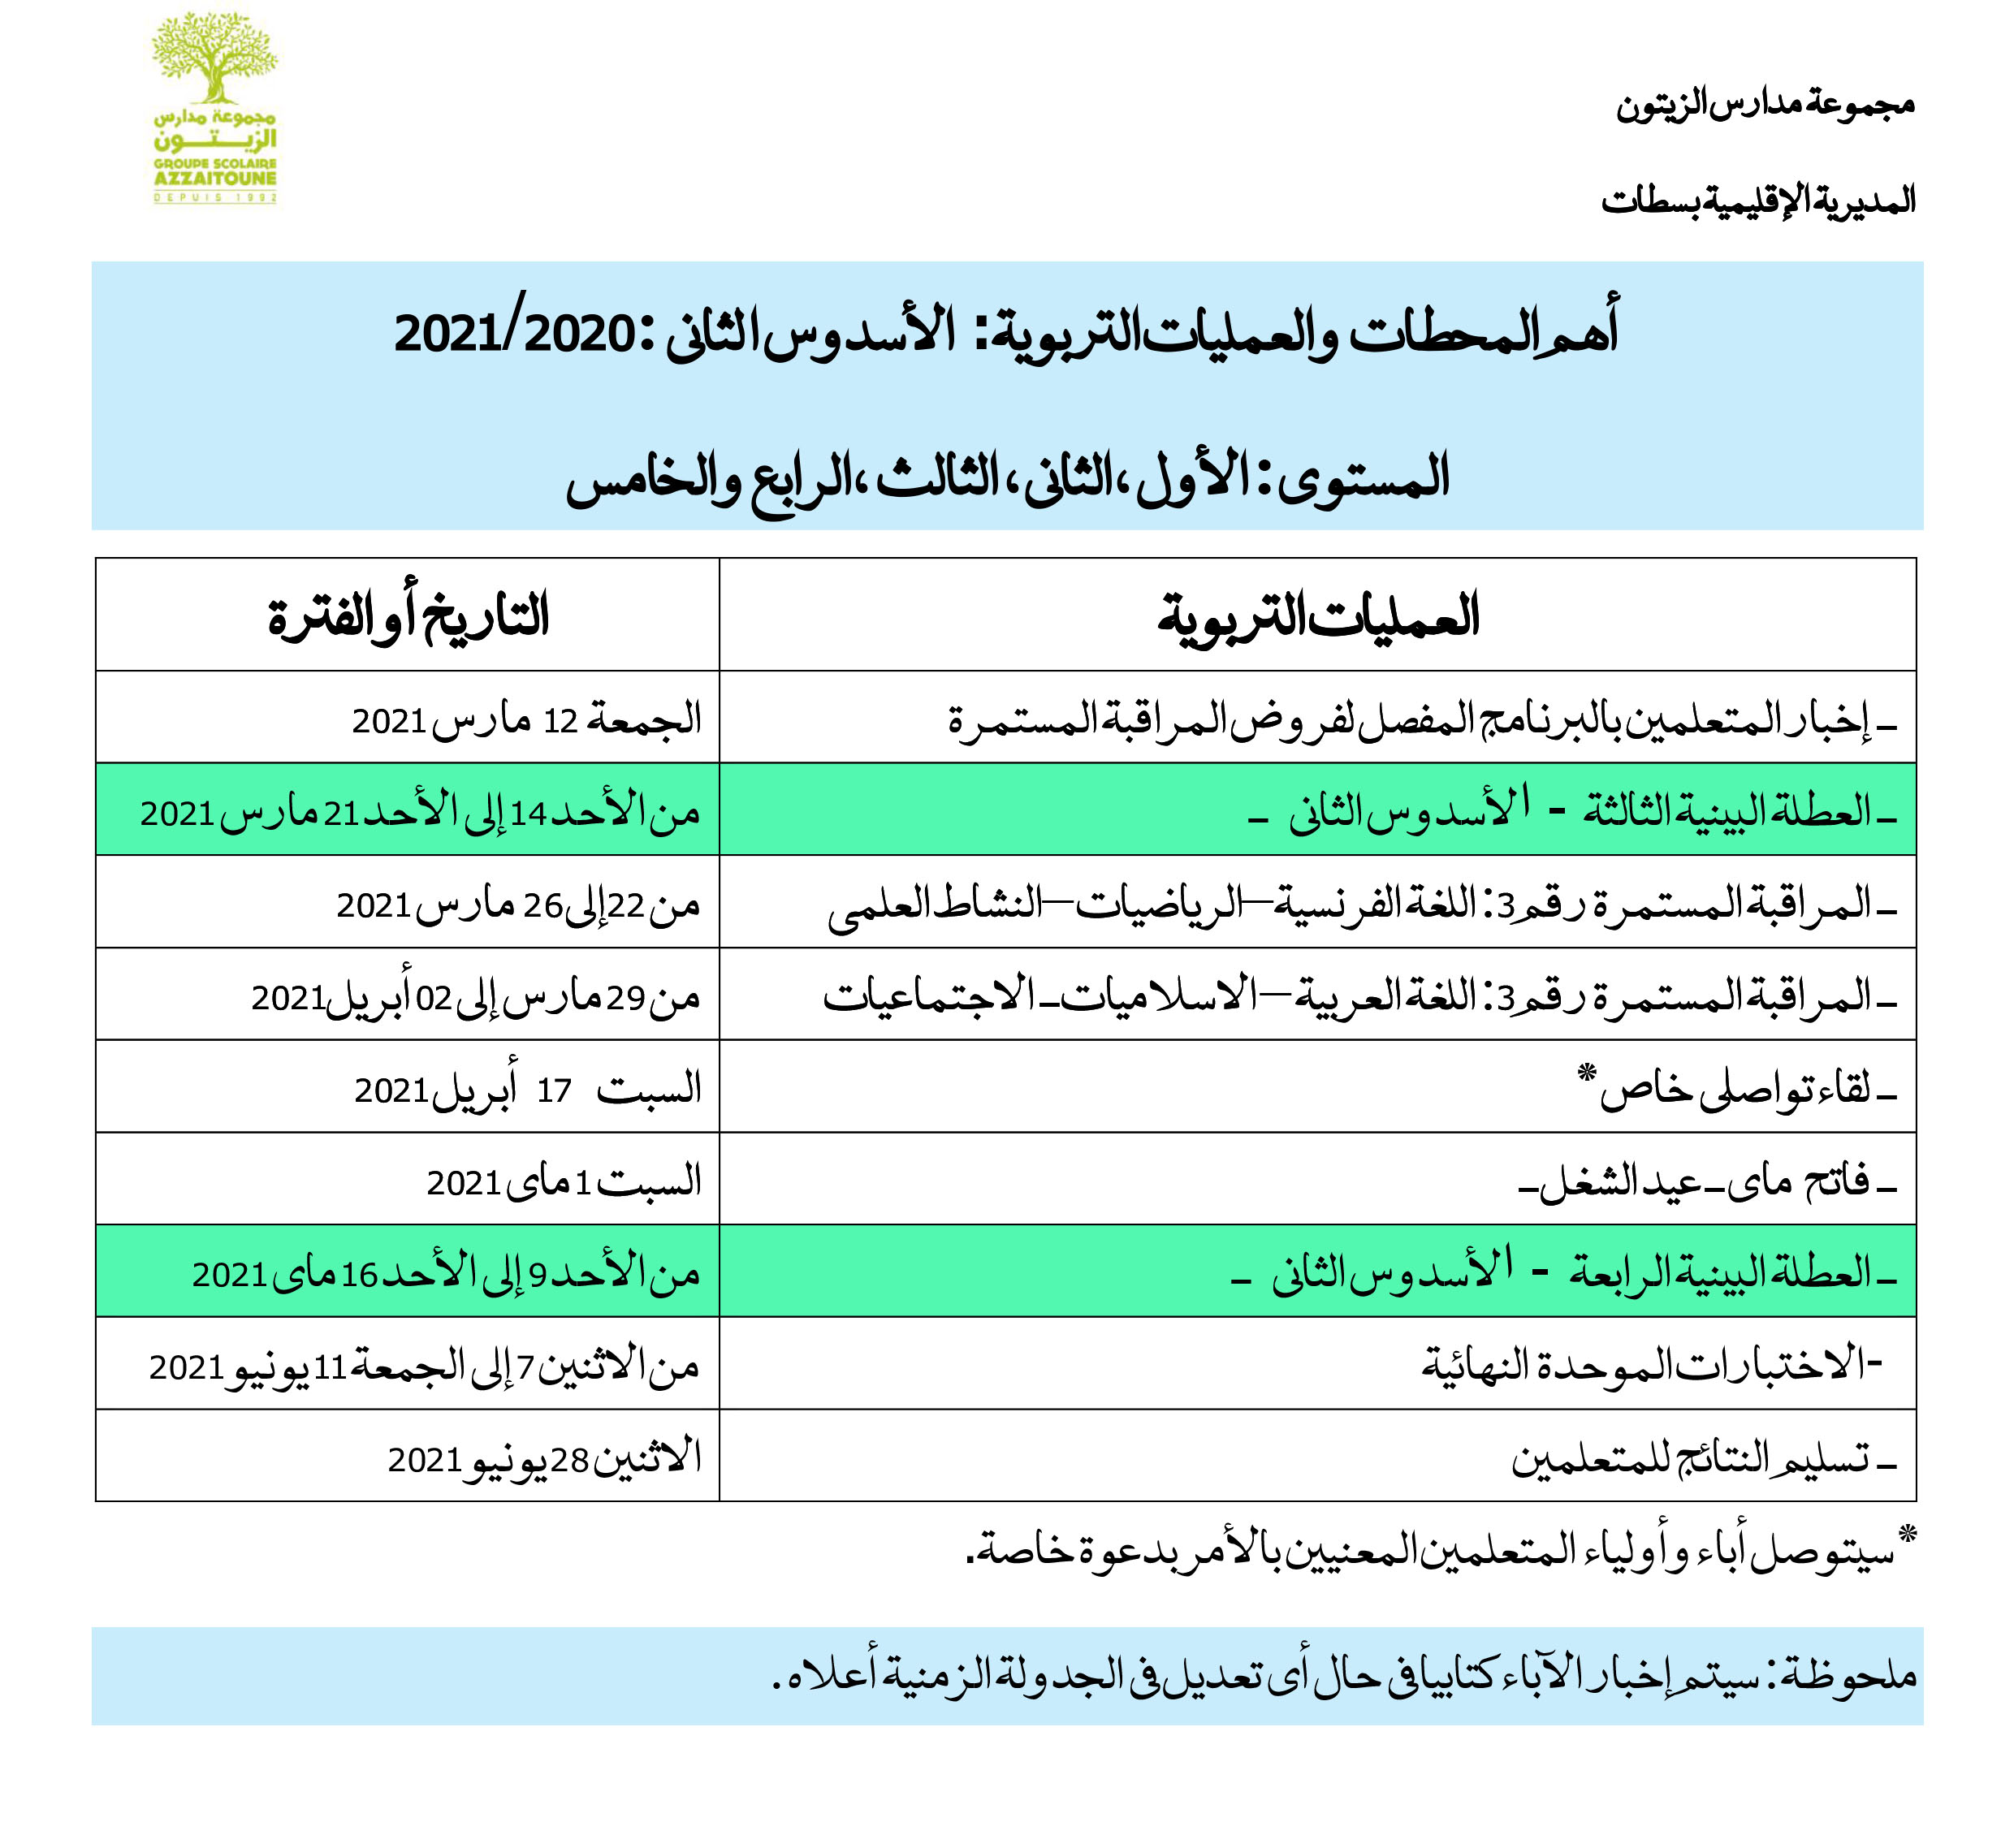 مجموعة مدارس
الزيتون
GROUPE SCOLAIRE
AZZAITOUNE
DEPUIS 1992
مجموعة مدارس الزيتون
المديرية الإقليمية بسطات
أهم المحطات والعمليات التربوية: الأسدوس الثاني :2021/2020
المستوى: الأول، الثاني، الثالث، الرابع والخامس
العمليات التربوية التاريخ أو الفترة
ـ إخبار المتعلمين بالبرنامج المفصل لفروض المراقبة المستمرة الجمعة 12 مارس 2021
ـ العطلة البينية الثالثة - الأسدوس الثاني ـ من الأحد 14 إلى الأحد 21 مارس 2021
ـ المراقبة المستمرة رقم 3: اللغة الفرنسية – الرياضيات – النشاط العلمي من 22 إلى 26 مارس 2021
ـ المراقبة المستمرة رقم 3: اللغة العربية – الاسلاميات ـ الاجتماعيات من 29 مارس إلى 02 أبريل 2021
ـ لقاء تواصلي خاص * السبت 17 أبريل 2021
ـ فاتح ماي ـ عيد الشغل ـ السبت 1 ماي 2021
ـ العطلة البينية الرابعة - الأسدوس الثاني ـ من الأحد 9 إلى الأحد 16 ماي 2021
-الاختبارات الموحدة النهائية من الاثنين 7 إلى الجمعة 11 يونيو 2021
ـ تسليم النتائج للمتعلمين الاثنين 28 يونيو 2021
*سيتوصل أباء وأولياء المتعلمين المعنيين بالأمر بدعوة خاصة.
ملحوظة: سيتم إخبار الآباء كتابيا في حال أي تعديل في الجدولة الزمنية أعلاه.